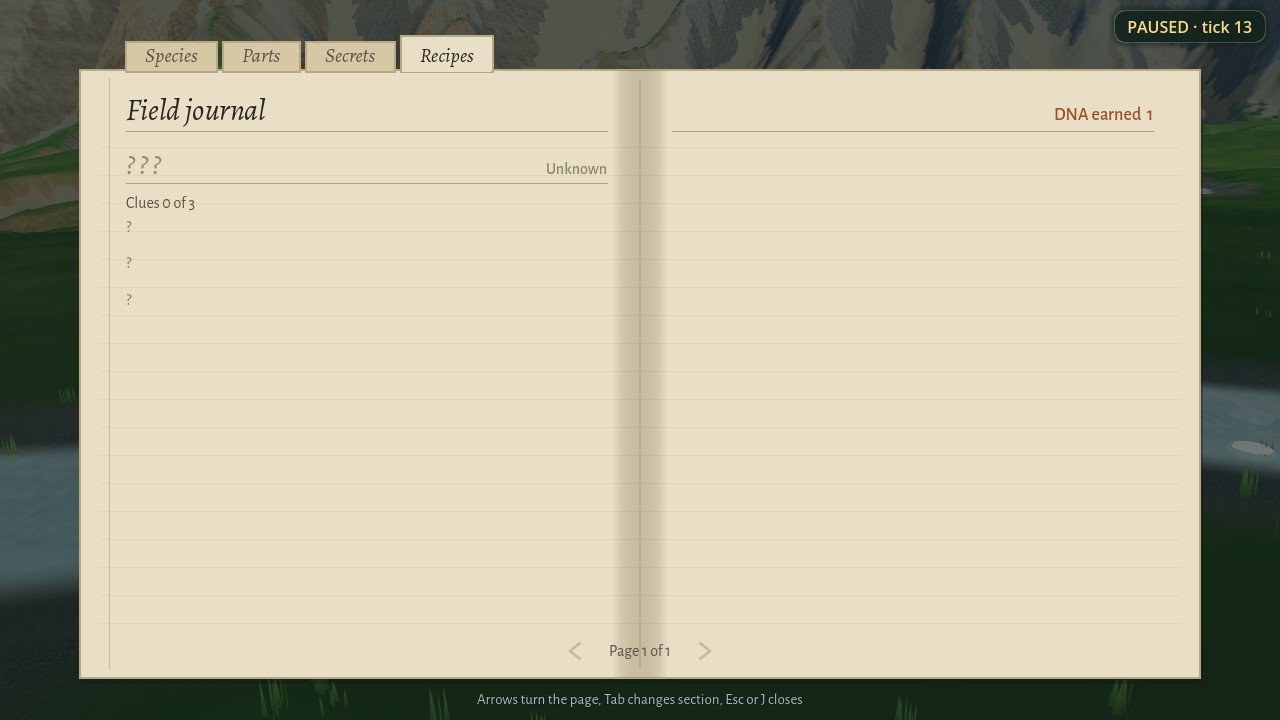 PAUSED · tick 13
Species
Parts
Secrets
Recipes
Field journal
DNA earned 1
? ? ?
Unknown
Clues 0 of 3
?
?
?
Page 1 of 1
Arrows turn the page, Tab changes section, Esc or J closes